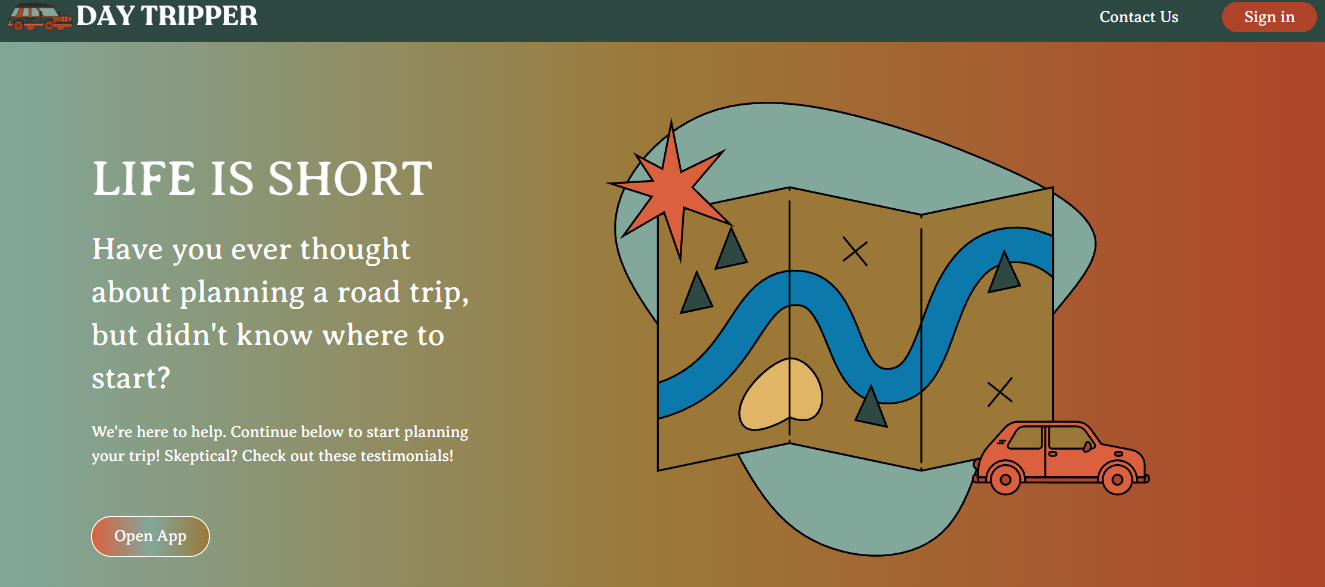 DAY TRIPPER
Contact Us
Sign in
LIFE IS SHORT
Have you ever thought
about planning a road trip,
but didn't know where to
start?
We're here to help. Continue below to start planning
your trip! Skeptical? Check out these testimonials!
Open App